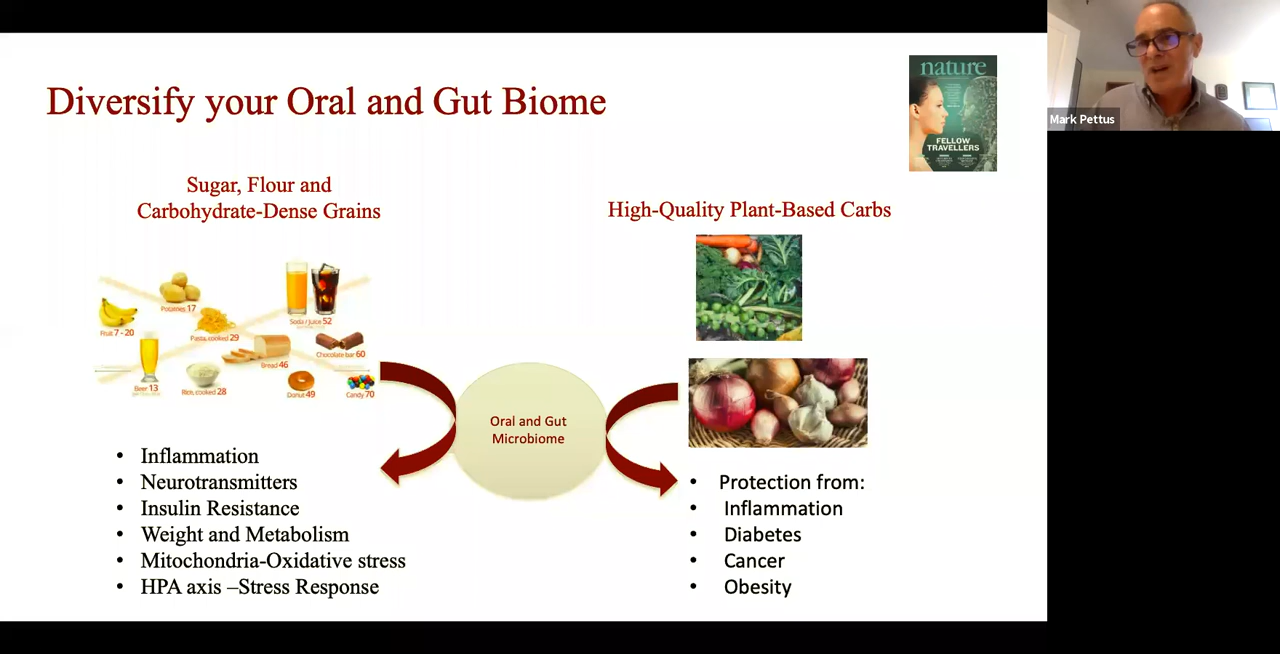 Diversify your Oral and Gut Biome
nature
FELLOW
TRAVELLERS
Mark Pettus
Sugar, Flour and
Carbohydrate-Dense Grains
Fruit 7 - 20
Potatoes 17
Pasta, cooked 29
Soda / Juice 52
Bread 46
Chocolate bar 60
Beer 13
Rice, cooked 28
Donut 49
Candy 70
Oral and Gut
Microbiome
• Inflammation
• Neurotransmitters
• Insulin Resistance
• Weight and Metabolism
• Mitochondria-Oxidative stress
• HPA axis –Stress Response
High-Quality Plant-Based Carbs
• Protection from:
• Inflammation
• Diabetes
• Cancer
• Obesity